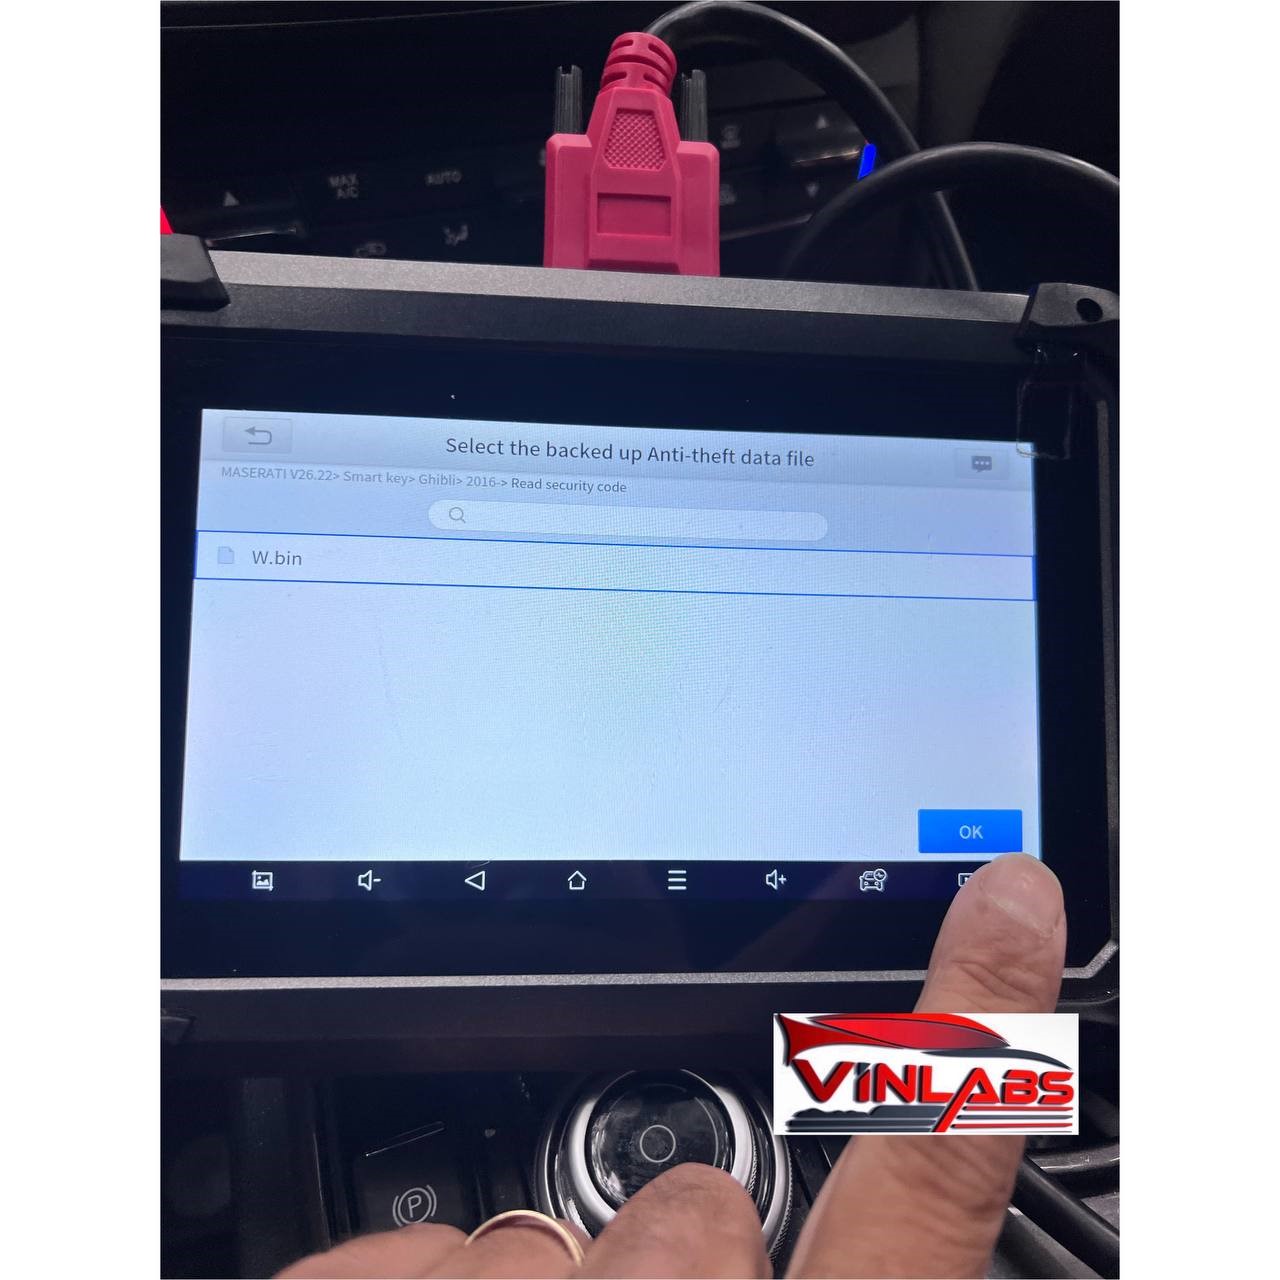 MAX
A/C
AUTO
Select the backed up Anti-theft data file
MASERATI V26.22> Smart key> Ghibli> 2016-> Read security code
W.bin
OK
VINLABS
P